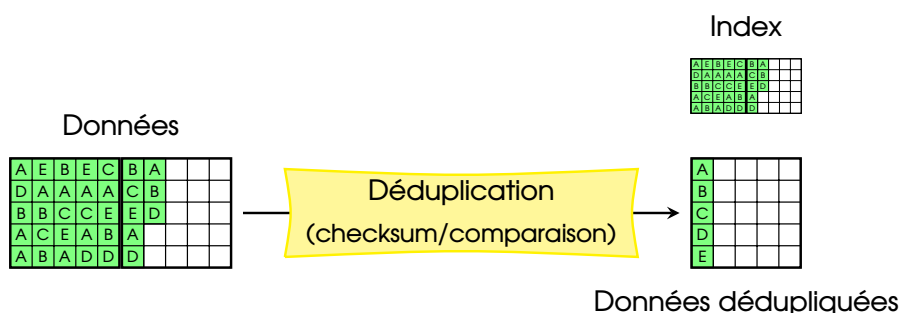 Index
A E B E C B A
D A A A A C B
B B C C E E D
A C E A B A
A B A D D D
Données
A E B E C B A
D A A A A C B
B B C C E E D
A C E A B A
A B A D D D
Déduplication
(checksum/comparaison)
A
B
C
D
E
Données dédupliquées